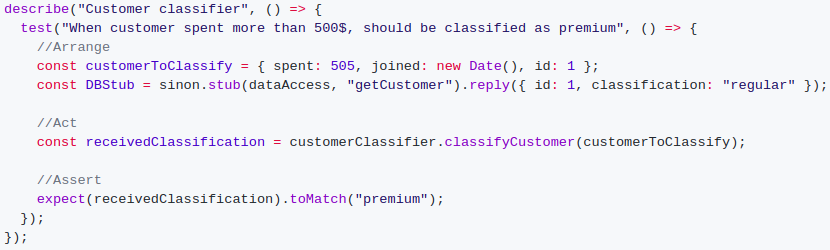 describe("Customer classifier", () => {
test("When customer spent more than 500$, should be classified as premium", () => {
//Arrange
const customerToClassify = { spent: 505, joined: new Date(), id: 1 };
const DBStub = sinon.stub(dataAccess, "getCustomer").reply({ id: 1, classification: "regular" });
//Act
const receivedClassification = customerClassifier.classifyCustomer(customerToClassify);
//Assert
expect(receivedClassification).toMatch("premium");
});
});